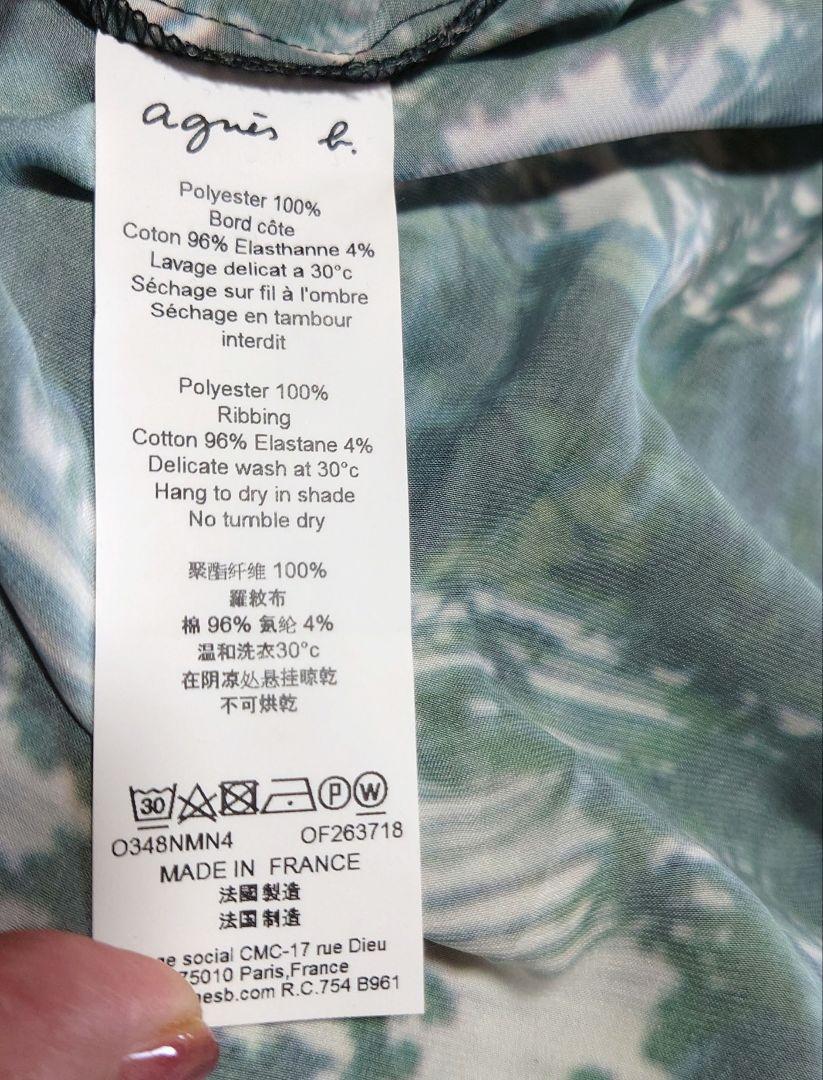 agnès b.
Polyester 100%
Bord côte
Coton 96% Elasthanne 4%
Lavage delicat a 30°c
Séchage sur fil à l'ombre
Séchage en tambour
interdit
Polyester 100%
Ribbing
Cotton 96% Elastane 4%
Delicate wash at 30°c
Hang to dry in shade
No tumble dry
聚酯纤维 100%
羅紋布
棉 96% 氨纶 4%
温和洗衣30°c
在阴凉处悬挂晾乾
不可烘乾
30 P W
O348NMN4 OF263718
MADE IN FRANCE
法國製造
法国制造
social CMC-17 rue Dieu
75010 Paris,France
R.C.754 B961